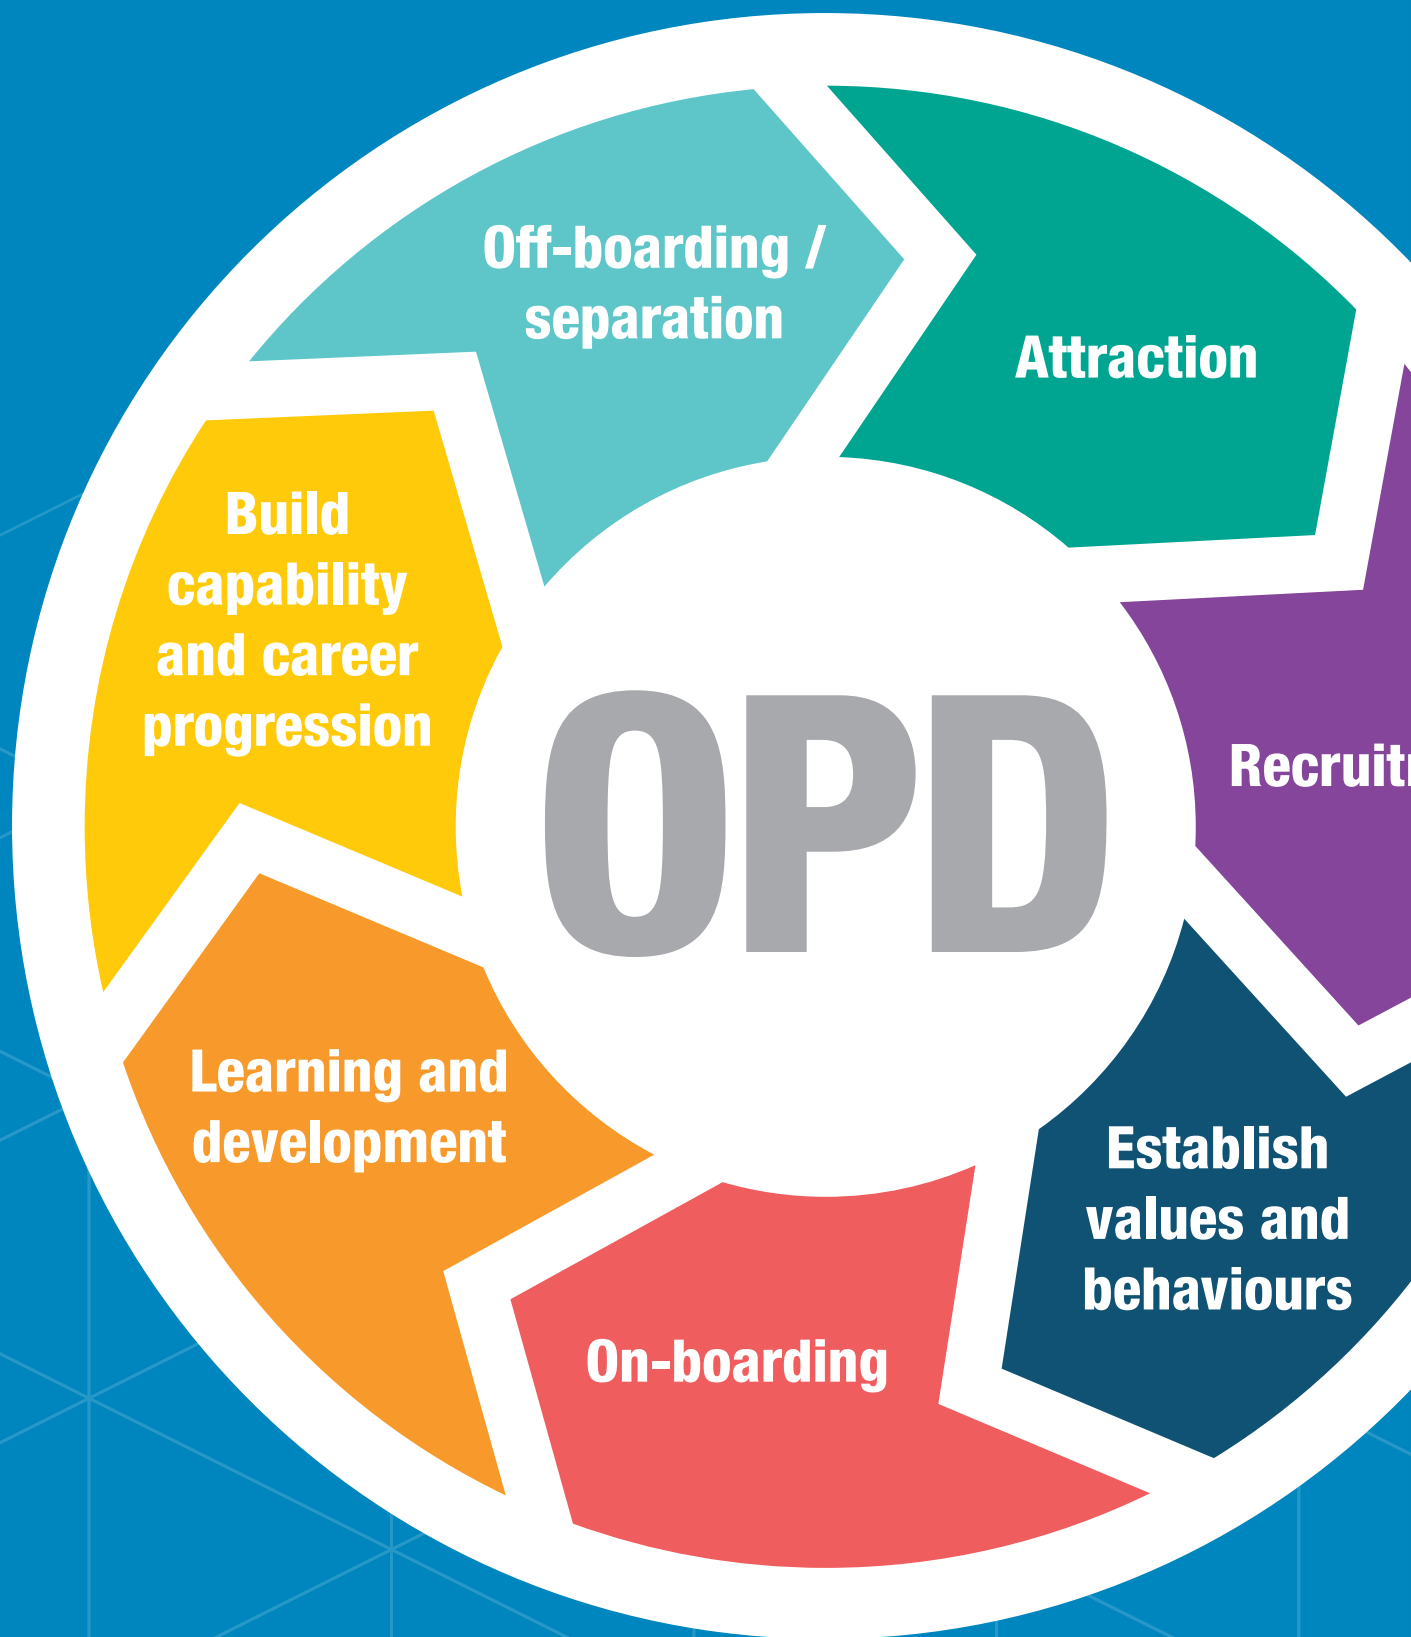 Off-boarding /
separation
Attraction
Build
capability
and career
progression
OPD
Learning and
development
Establish
values and
behaviours
On-boarding